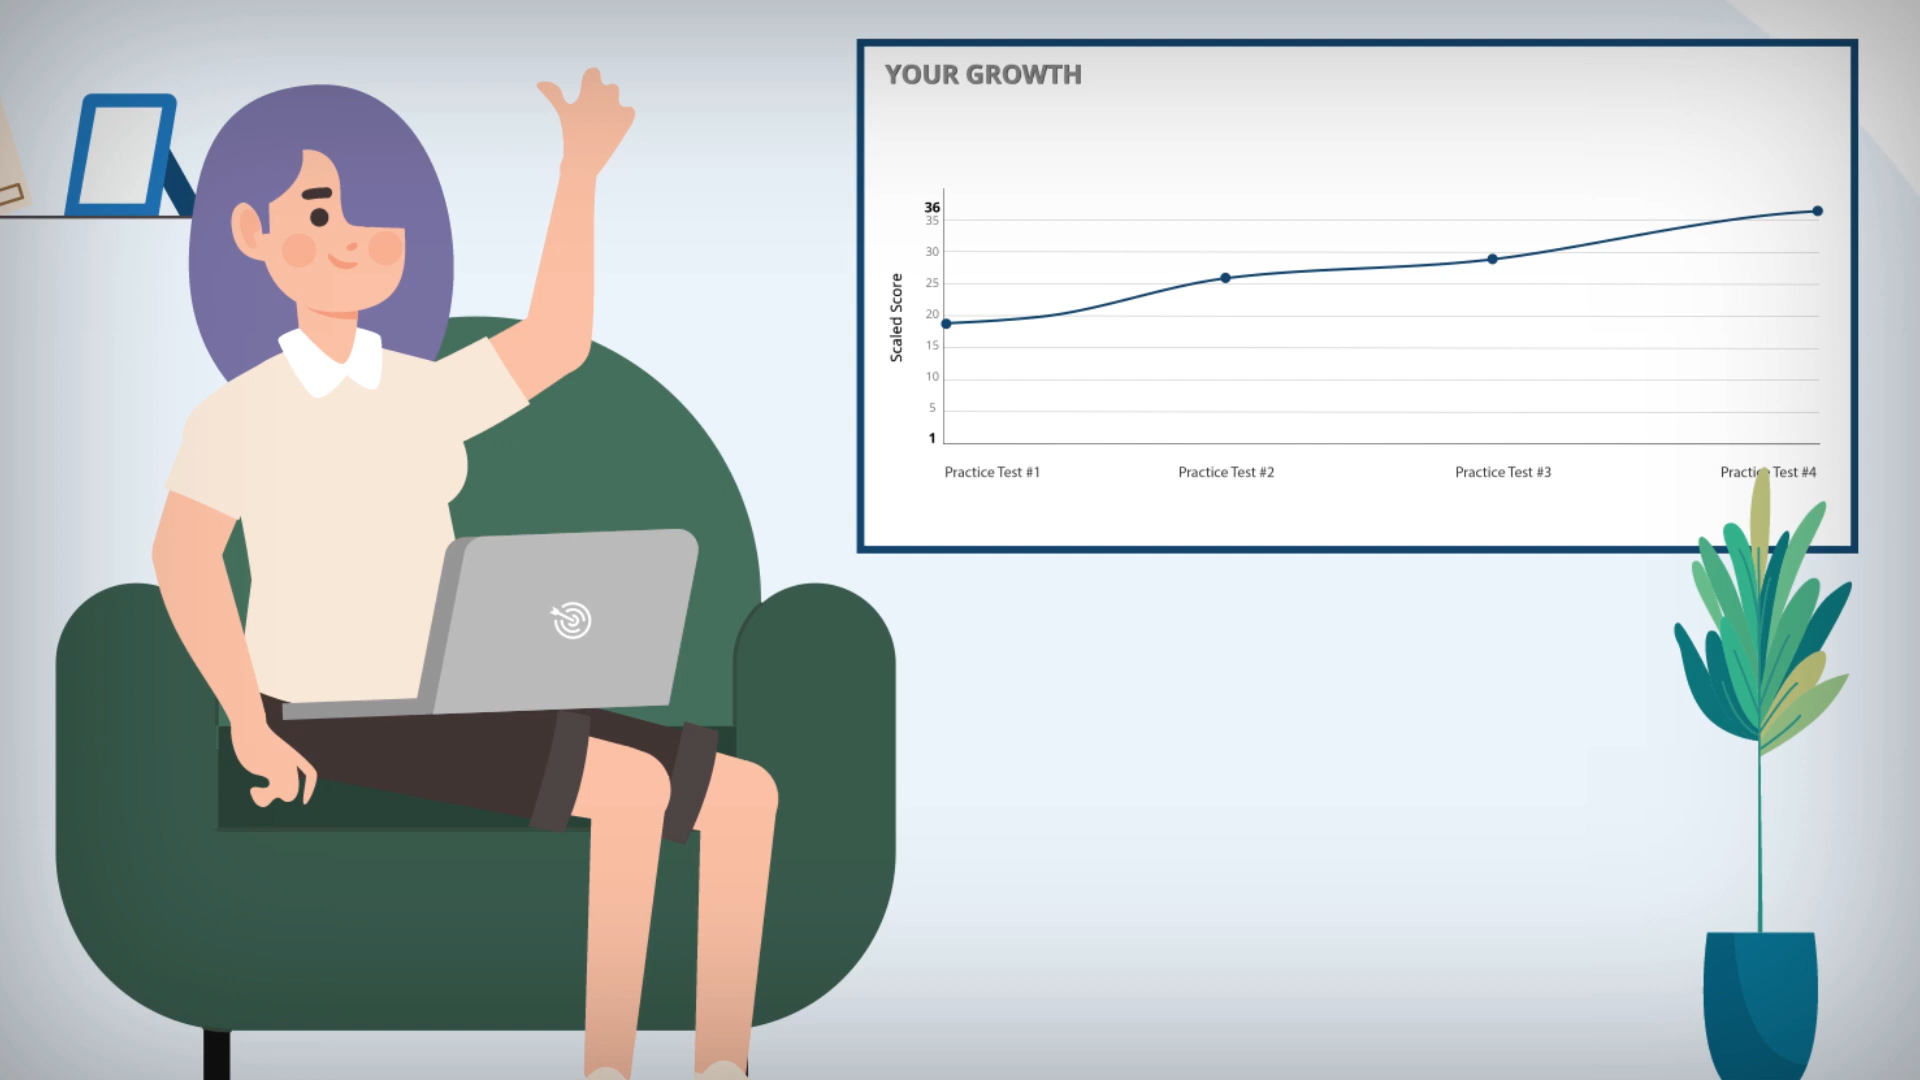 YOUR GROWTH
Scaled Score
36
35
30
25
20
15
10
5
1
Practice Test #1
Practice Test #2
Practice Test #3
Practice Test #4